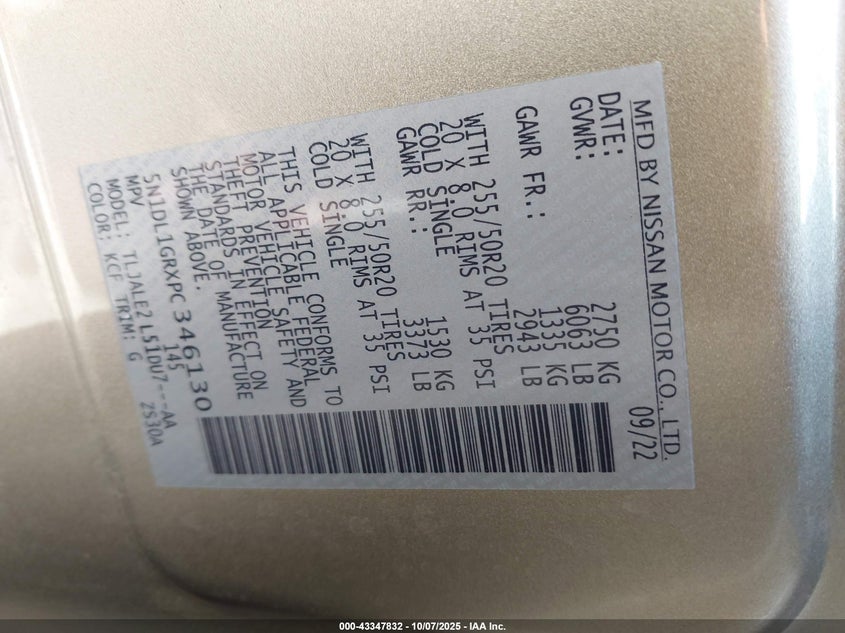 MFD BY NISSAN MOTOR CO., LTD.
DATE: 09/22
GVWR: 2750 KG
6063 LB
GAWR FR.: 1335 KG
2943 LB
WITH 255/50R20 TIRES
20 X 8.0 RIMS AT 35 PSI
COLD SINGLE
GAWR RR.: 1530 KG
3373 LB
WITH 255/50R20 TIRES
20 X 8.0 RIMS AT 35 PSI
COLD SINGLE
THIS VEHICLE CONFORMS TO
ALL APPLICABLE FEDERAL
MOTOR VEHICLE SAFETY AND
THEFT PREVENTION
STANDARDS IN EFFECT ON
THE DATE OF MANUFACTURE
SHOWN ABOVE.
5N1DL1GRXPC346130
MPV 145
MODEL: TLJALE2 L51DU7---AA
COLOR: KCF TRIM: G ZS30A
000-43347832 - 10/07/2025 - IAA Inc.